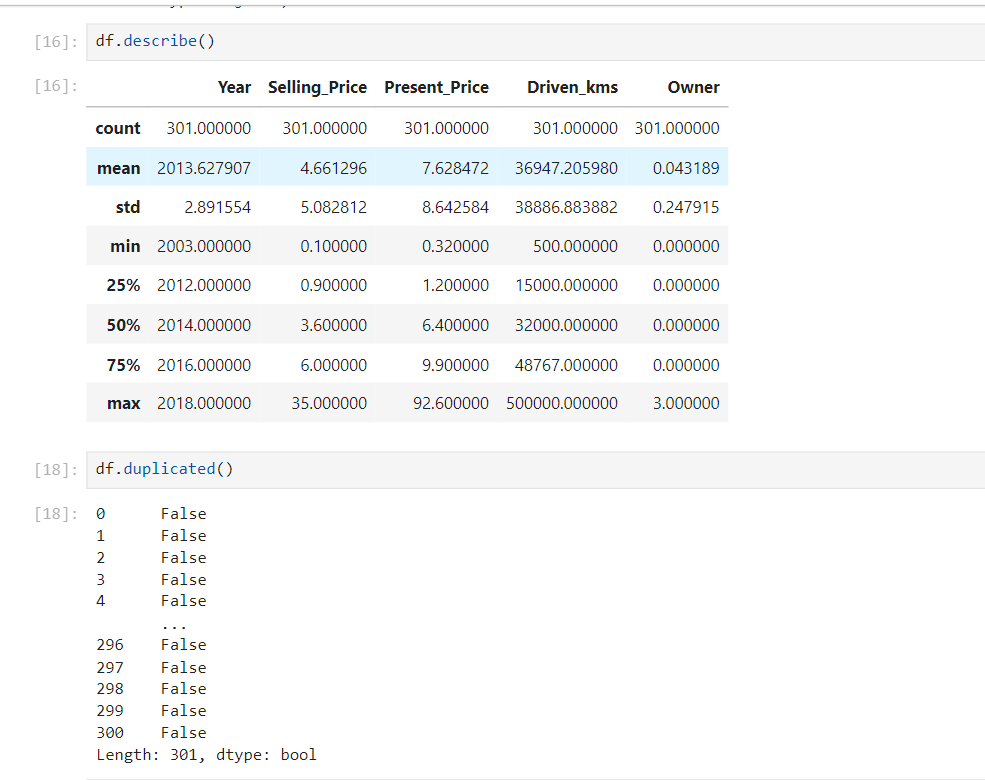 [16]: df.describe()
[16]: Year Selling_Price Present_Price Driven_kms Owner
count 301.000000 301.000000 301.000000 301.000000 301.000000
mean 2013.627907 4.661296 7.628472 36947.205980 0.043189
std 2.891554 5.082812 8.642584 38886.883882 0.247915
min 2003.000000 0.100000 0.320000 500.000000 0.000000
25% 2012.000000 0.900000 1.200000 15000.000000 0.000000
50% 2014.000000 3.600000 6.400000 32000.000000 0.000000
75% 2016.000000 6.000000 9.900000 48767.000000 0.000000
max 2018.000000 35.000000 92.600000 500000.000000 3.000000
[18]: df.duplicated()
[18]: 0 False
1 False
2 False
3 False
4 False
...
296 False
297 False
298 False
299 False
300 False
Length: 301, dtype: bool